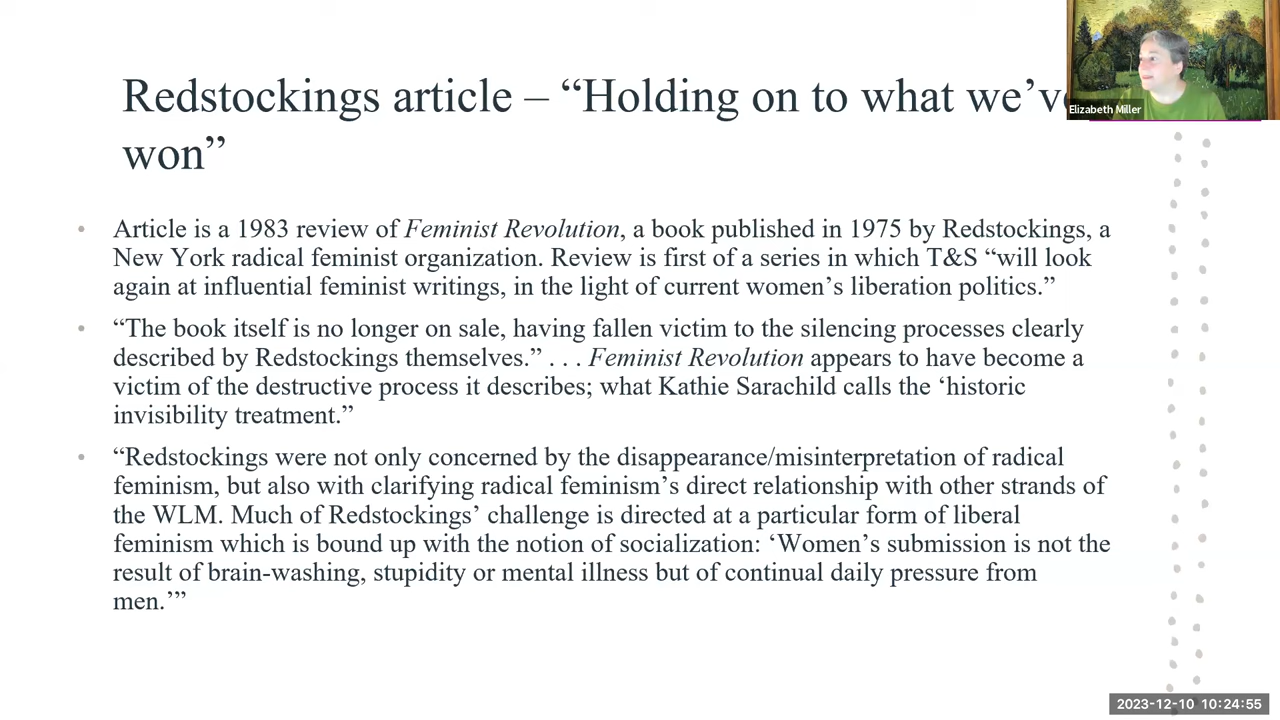 Redstockings article – “Holding on to what we’ve
won”
Elizabeth Miller
• Article is a 1983 review of Feminist Revolution, a book published in 1975 by Redstockings, a
New York radical feminist organization. Review is first of a series in which T&S “will look
again at influential feminist writings, in the light of current women’s liberation politics.”
• “The book itself is no longer on sale, having fallen victim to the silencing processes clearly
described by Redstockings themselves.” . . . Feminist Revolution appears to have become a
victim of the destructive process it describes; what Kathie Sarachild calls the ‘historic
invisibility treatment.”
• “Redstockings were not only concerned by the disappearance/misinterpretation of radical
feminism, but also with clarifying radical feminism’s direct relationship with other strands of
the WLM. Much of Redstockings’ challenge is directed at a particular form of liberal
feminism which is bound up with the notion of socialization: ‘Women’s submission is not the
result of brain-washing, stupidity or mental illness but of continual daily pressure from
men.’”
2023-12-10 10:24:55